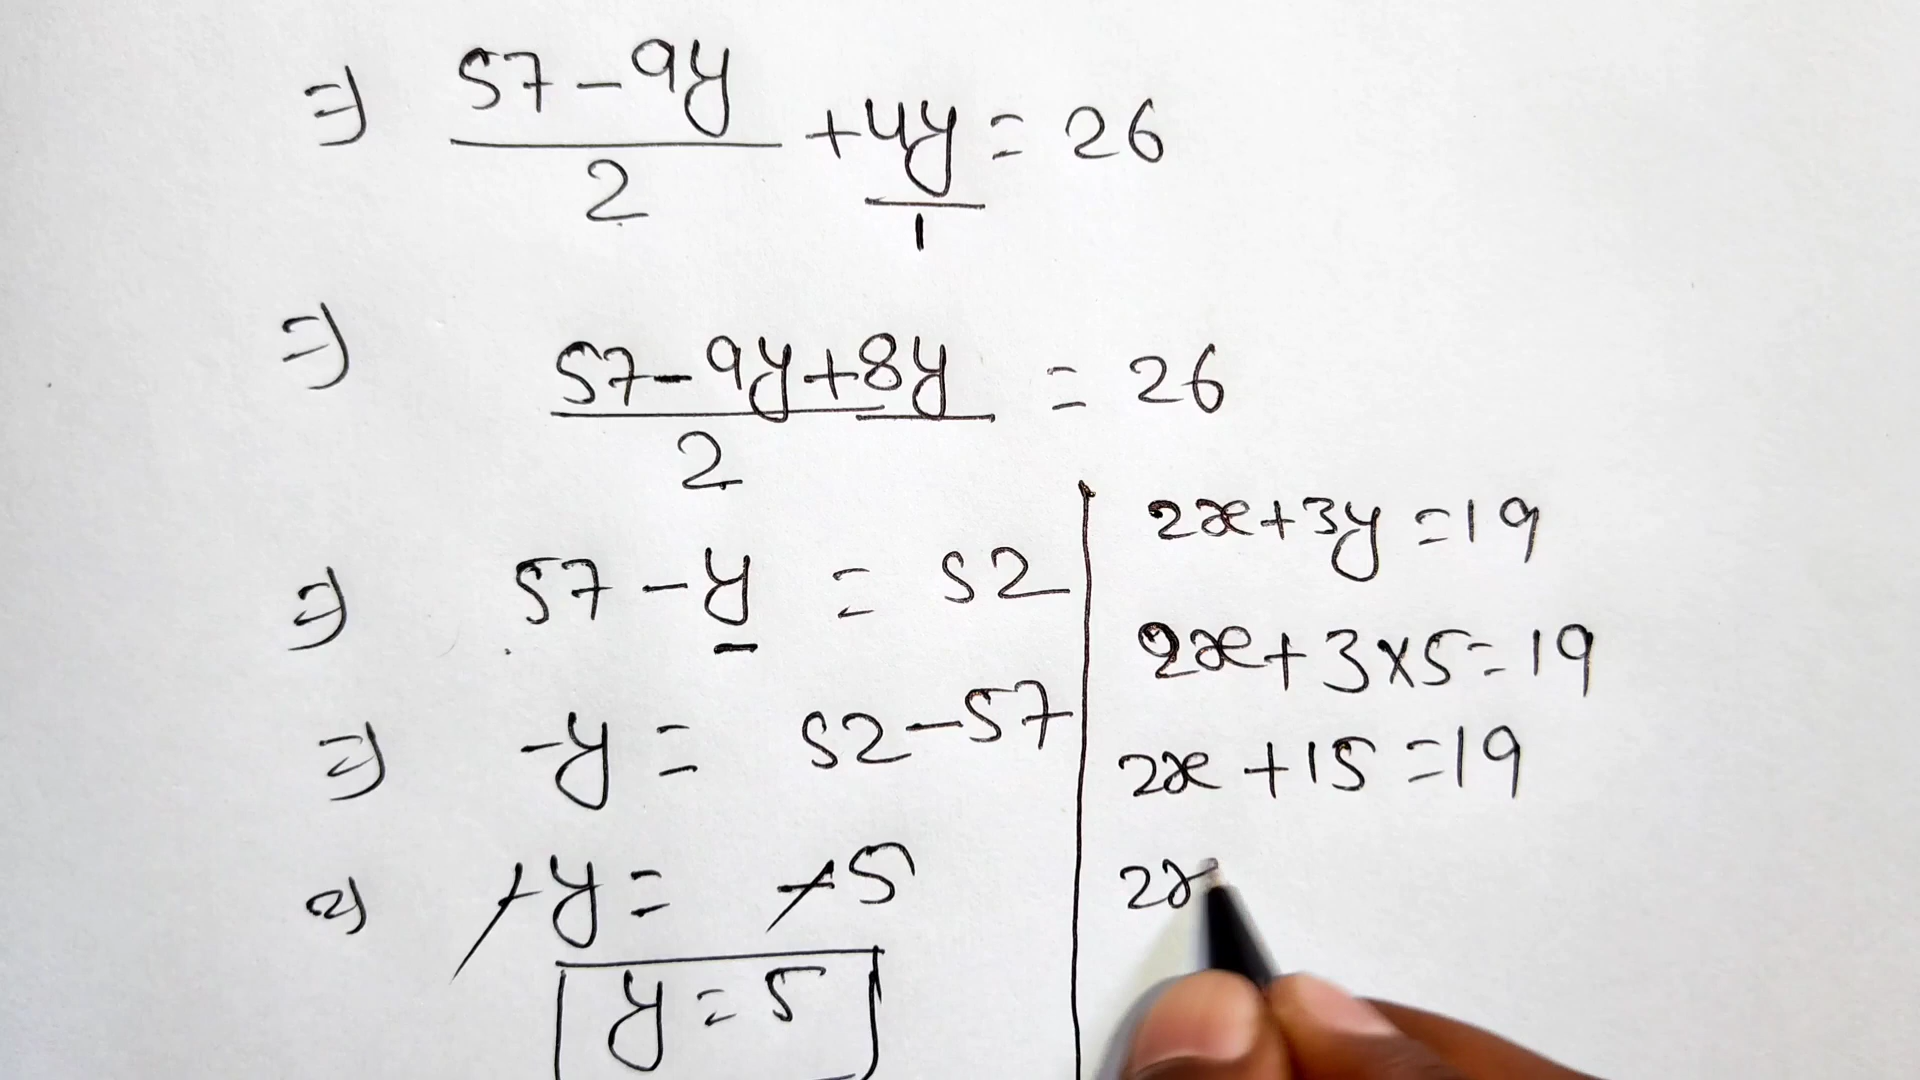 ⇒ (57-9y)/2 + 4y/1 = 26
⇒ (57-9y+8y)/2 = 26
⇒ 57-y = 52
⇒ -y = 52-57
⇒ -y = -5
y = 5
2x+3y=19
2x+3×5=19
2x+15=19
2x